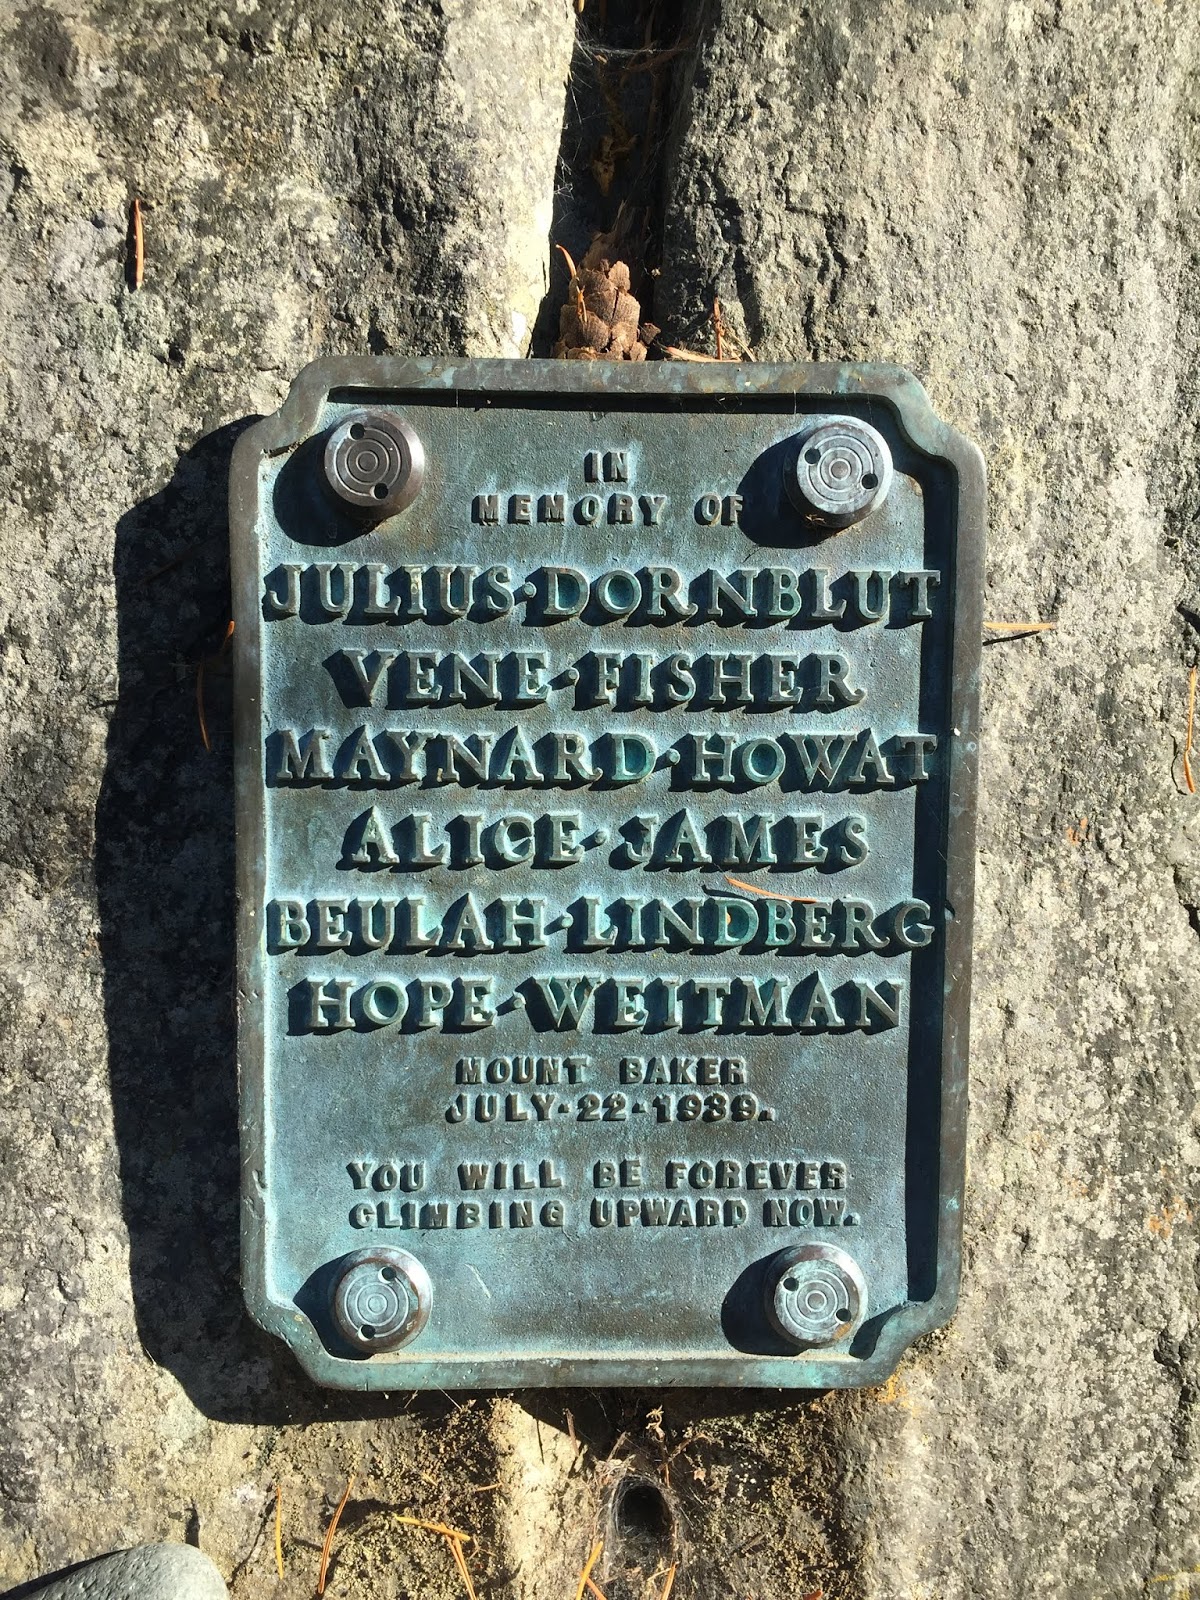 IN
MEMORY OF
JULIUS·DORNBLUT
VENE·FISHER
MAYNARD·HOWAT
ALICE·JAMES
BEULAH·LINDBERG
HOPE·WEITMAN
MOUNT BAKER
JULY·22·1939.
YOU WILL BE FOREVER
CLIMBING UPWARD NOW.